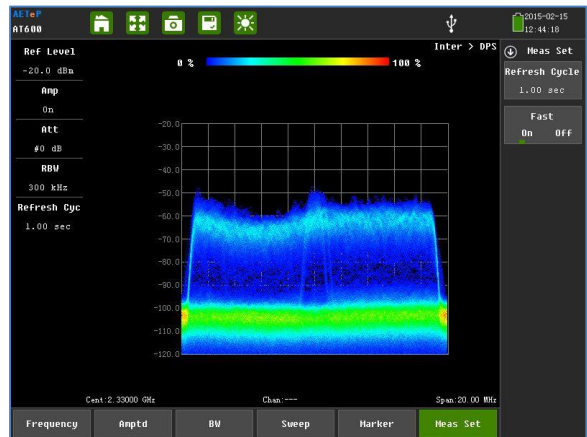 AETeP
AT600
2015-02-15
12:44:18
Ref Level
-20.0 dBm
Amp
On
Att
#0 dB
RBW
300 kHz
Refresh Cyc
1.00 sec
0 %
100 %
Inter > DPS
-20.0
-30.0
-40.0
-50.0
-60.0
-70.0
-80.0
-90.0
-100.0
-110.0
-120.0
Cent:2.33000 GHz
Chan:---
Span:20.00 MHz
Meas Set
Refresh Cycle
1.00 sec
Fast
On Off
Frequency
Amptd
BW
Sweep
Marker
Meas Set